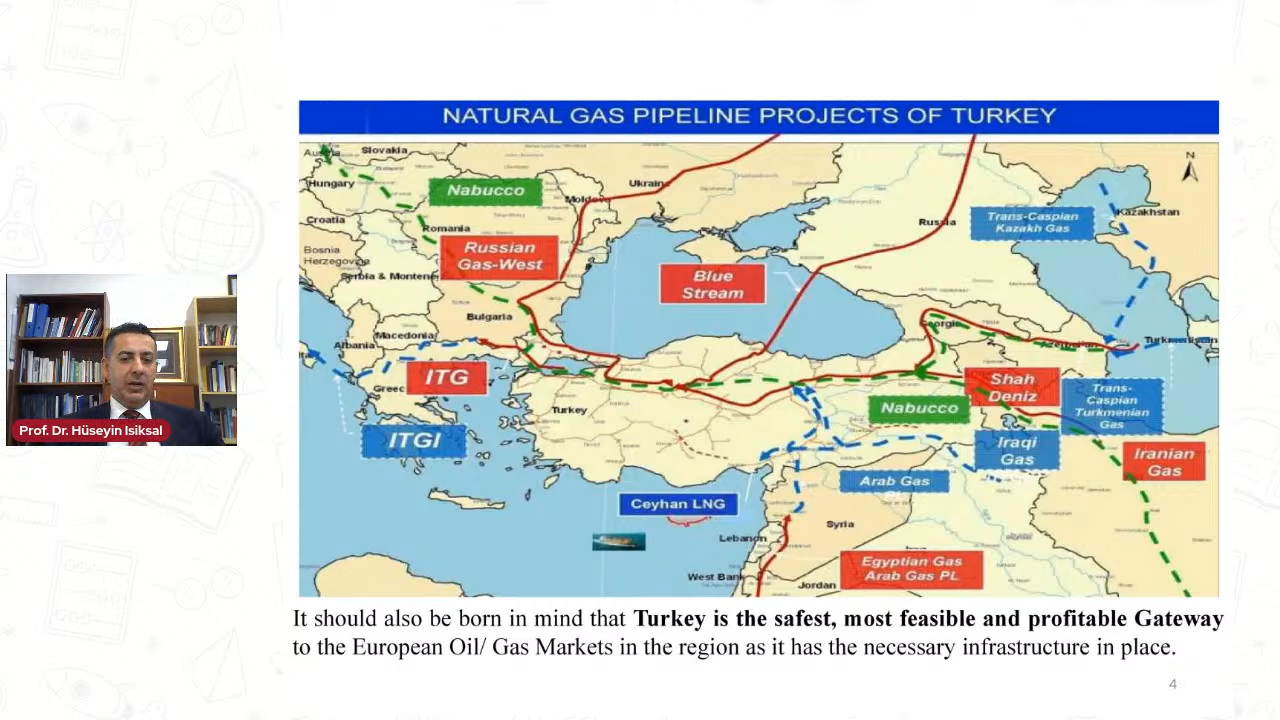 NATURAL GAS PIPELINE PROJECTS OF TURKEY
Slovakia
N
Hungary
Nabucco
Ukraine
Kazakhstan
Croatia
Romania
Russia
Trans-Caspian
Kazakh Gas
Bosnia
Russian
Gas-West
Blue
Stream
Bulgaria
Macedonia
Albania
Georgia
Azerbaijan
Turkmenistan
ITG
Greec
Turkey
Shah
Deniz
Trans-
Caspian
Turkmenian
Gas
Nabucco
ITGI
Iraqi
Gas
Iranian
Gas
Arab Gas
Ceyhan LNG
Syria
Lebanon
West Bank
Jordan
Egyptian Gas
Arab Gas PL
Prof. Dr. Hüseyin Isiksal
It should also be born in mind that Turkey is the safest, most feasible and profitable Gateway
to the European Oil/ Gas Markets in the region as it has the necessary infrastructure in place.
4